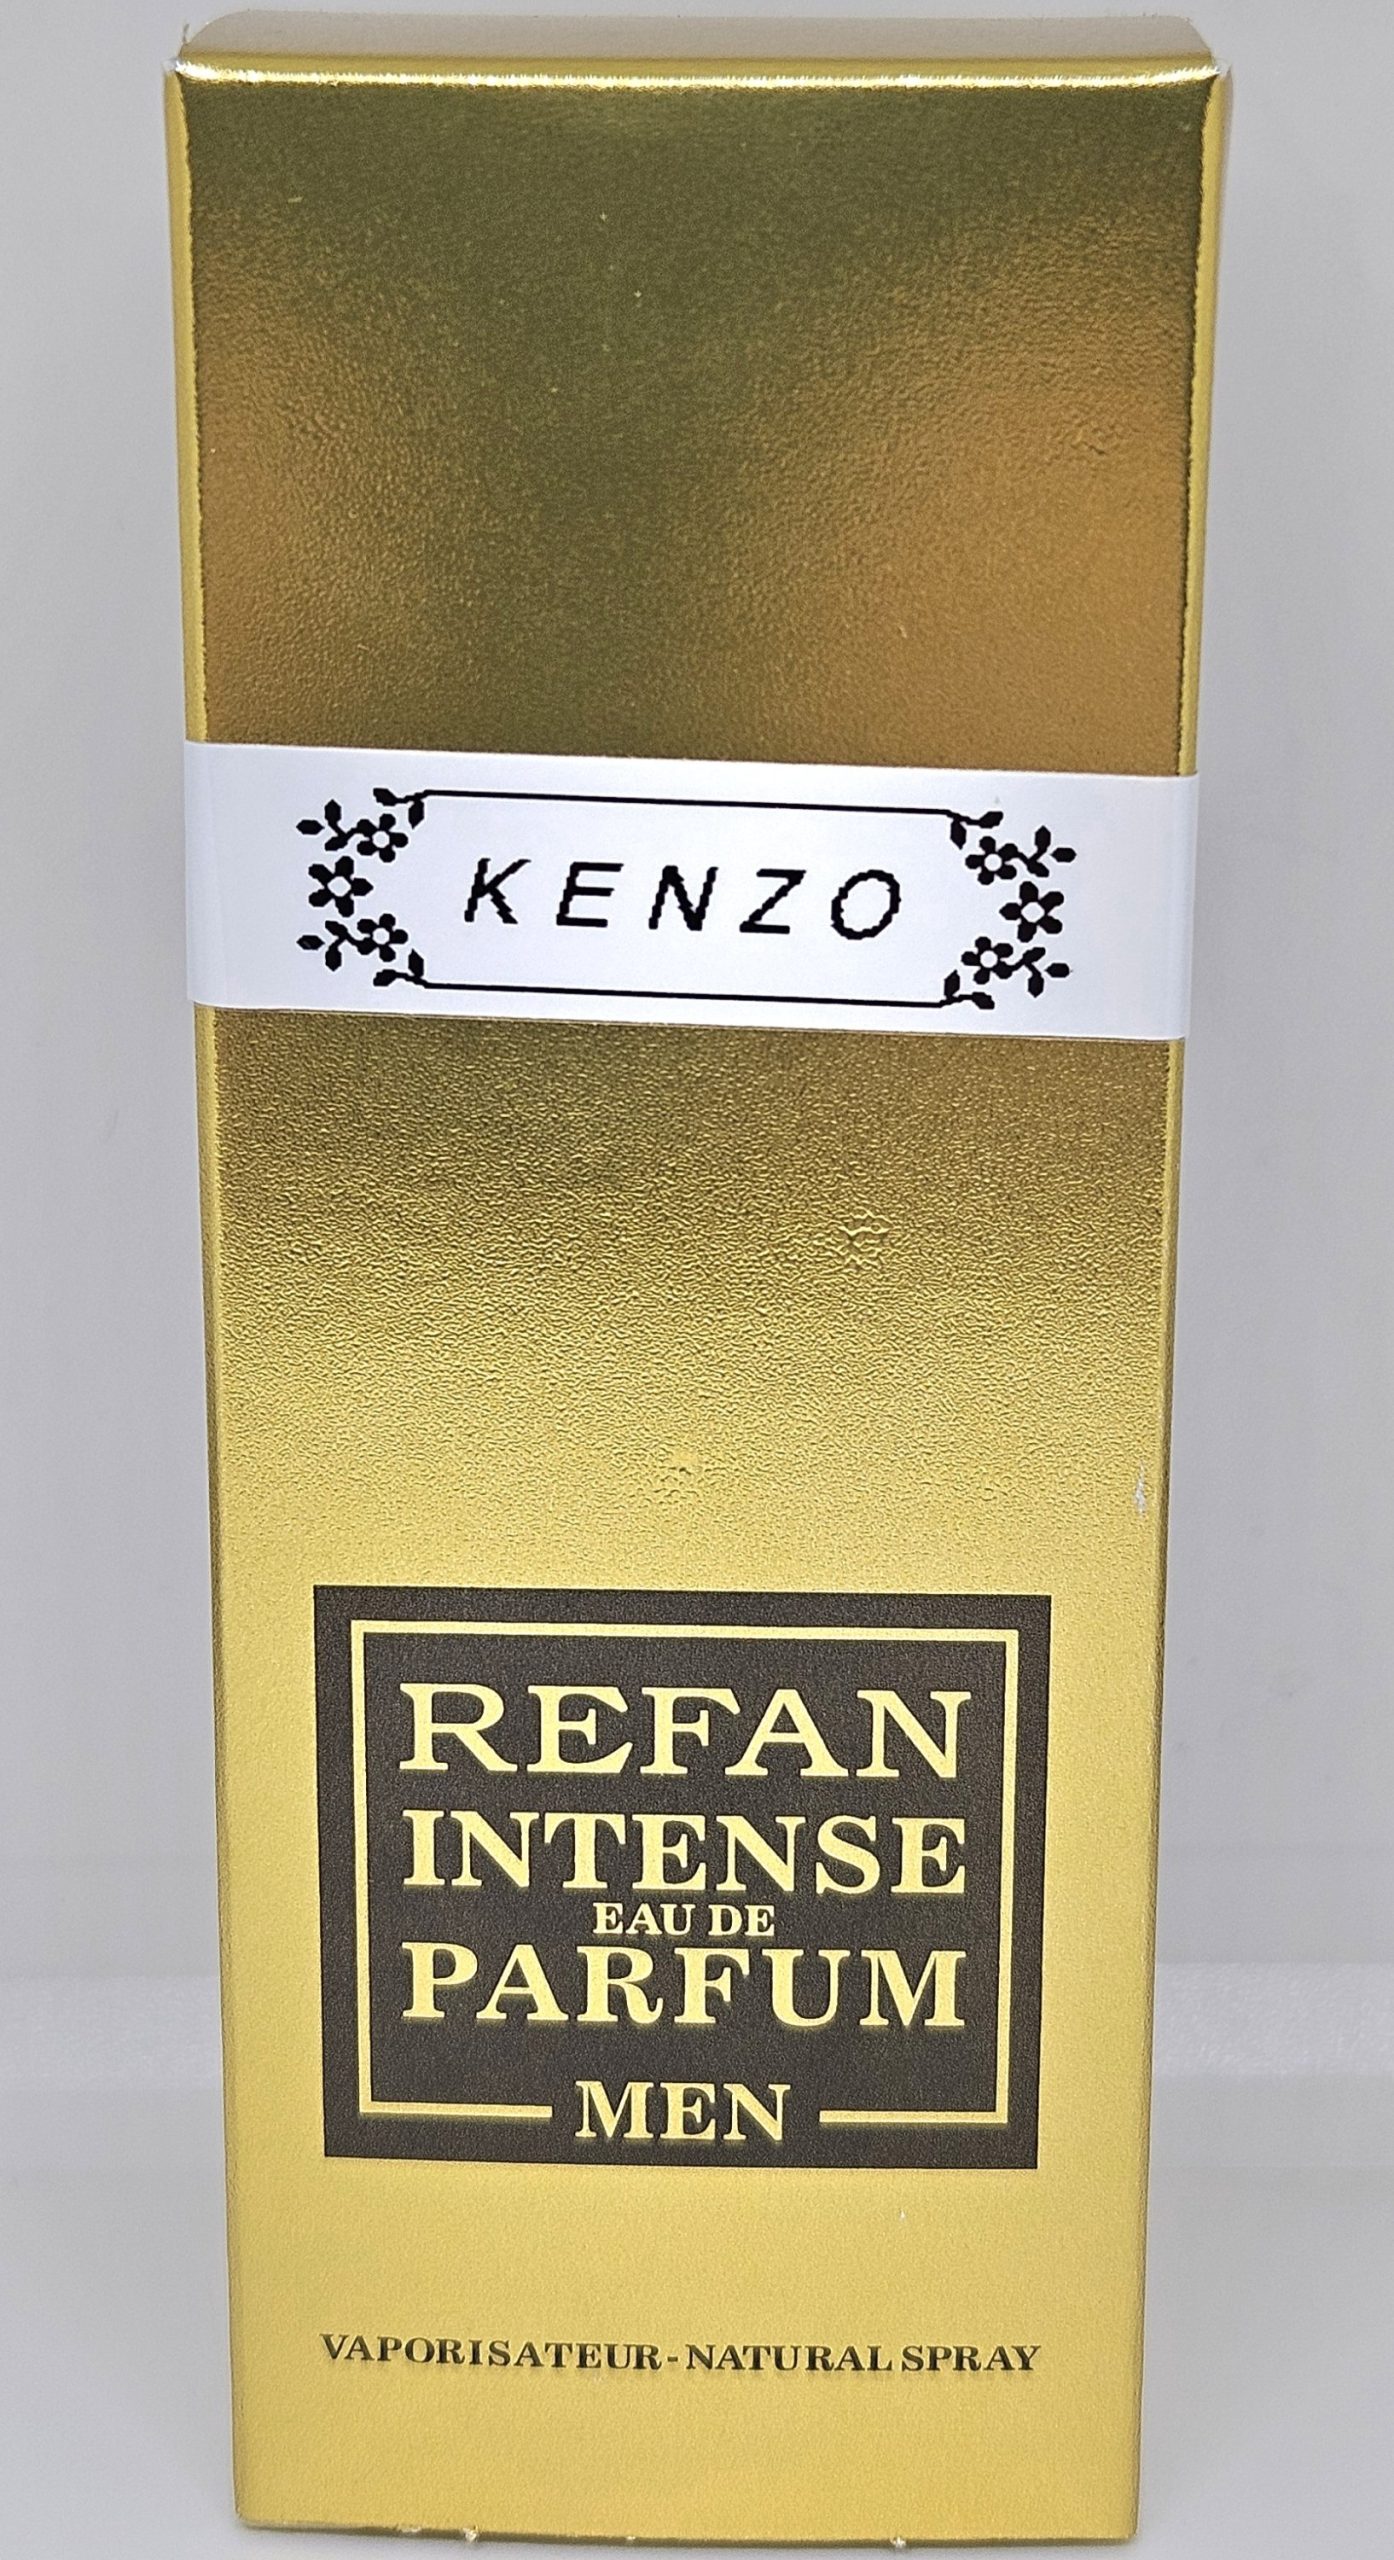 KENZO
REFAN
INTENSE
EAU DE
PARFUM
MEN
VAPORISATEUR-NATURAL SPRAY